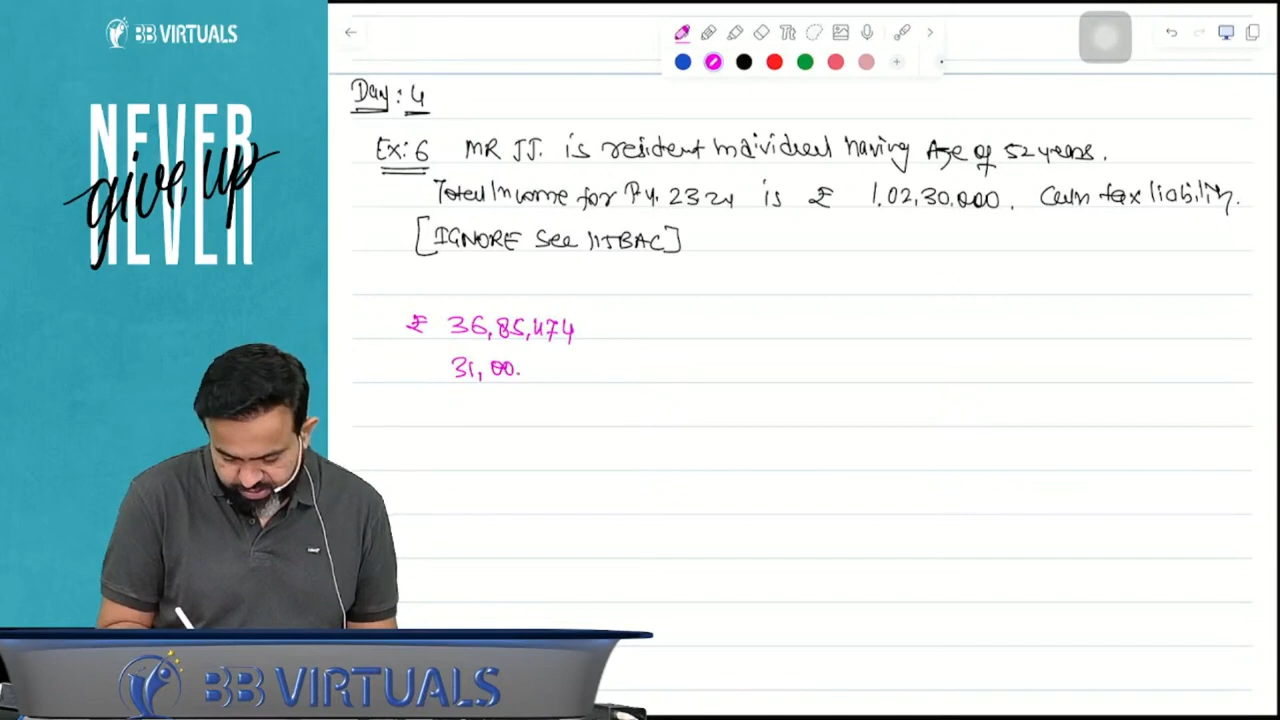 BB VIRTUALS
NEVER
give up
NEVER
Day: 4
Ex: 6 MR JJ. is resident Individual having Age of 52 years.
Total Income for P.Y. 23 24 is ₹ 1,02,30,000. Calm tax liability.
[IGNORE Sec 115BAC]
₹ 36,85,474
31,00.
BB VIRTUALS